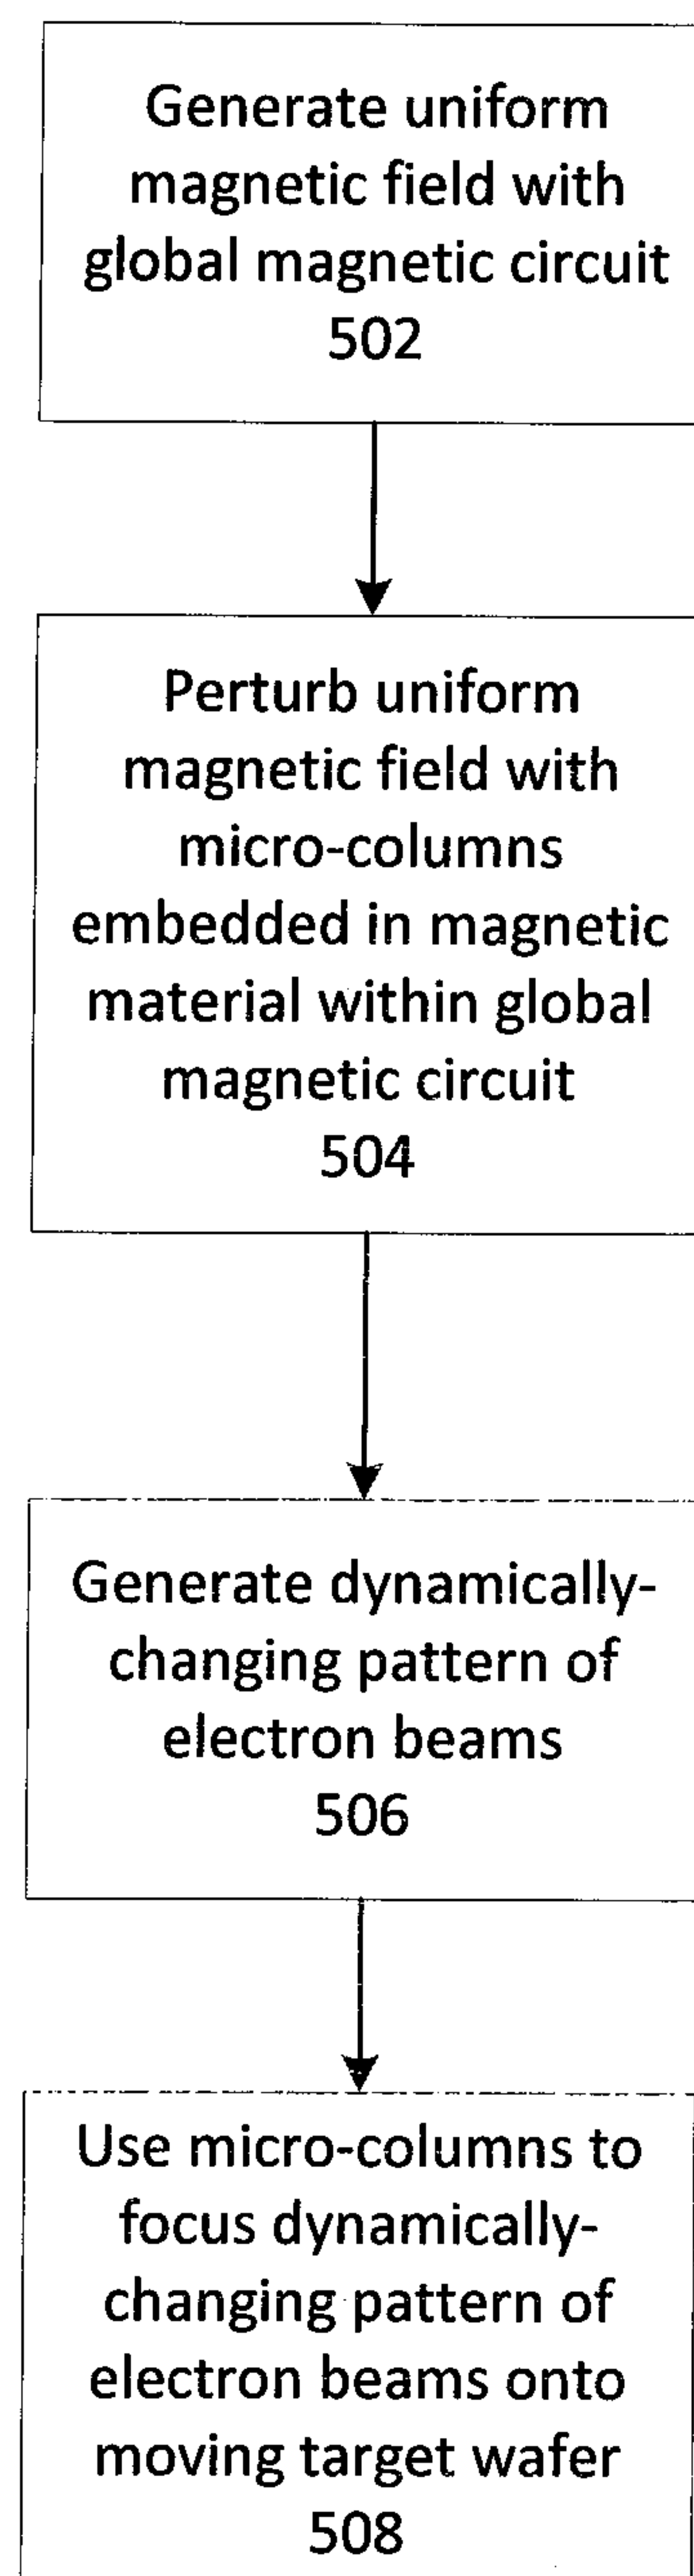 Generate uniform
magnetic field with
global magnetic circuit
502
Perturb uniform
magnetic field with
micro-columns
embedded in magnetic
material within global
magnetic circuit
504
Generate dynamically-
changing pattern of
electron beams
506
Use micro-columns to
focus dynamically-
changing pattern of
electron beams onto
moving target wafer
508